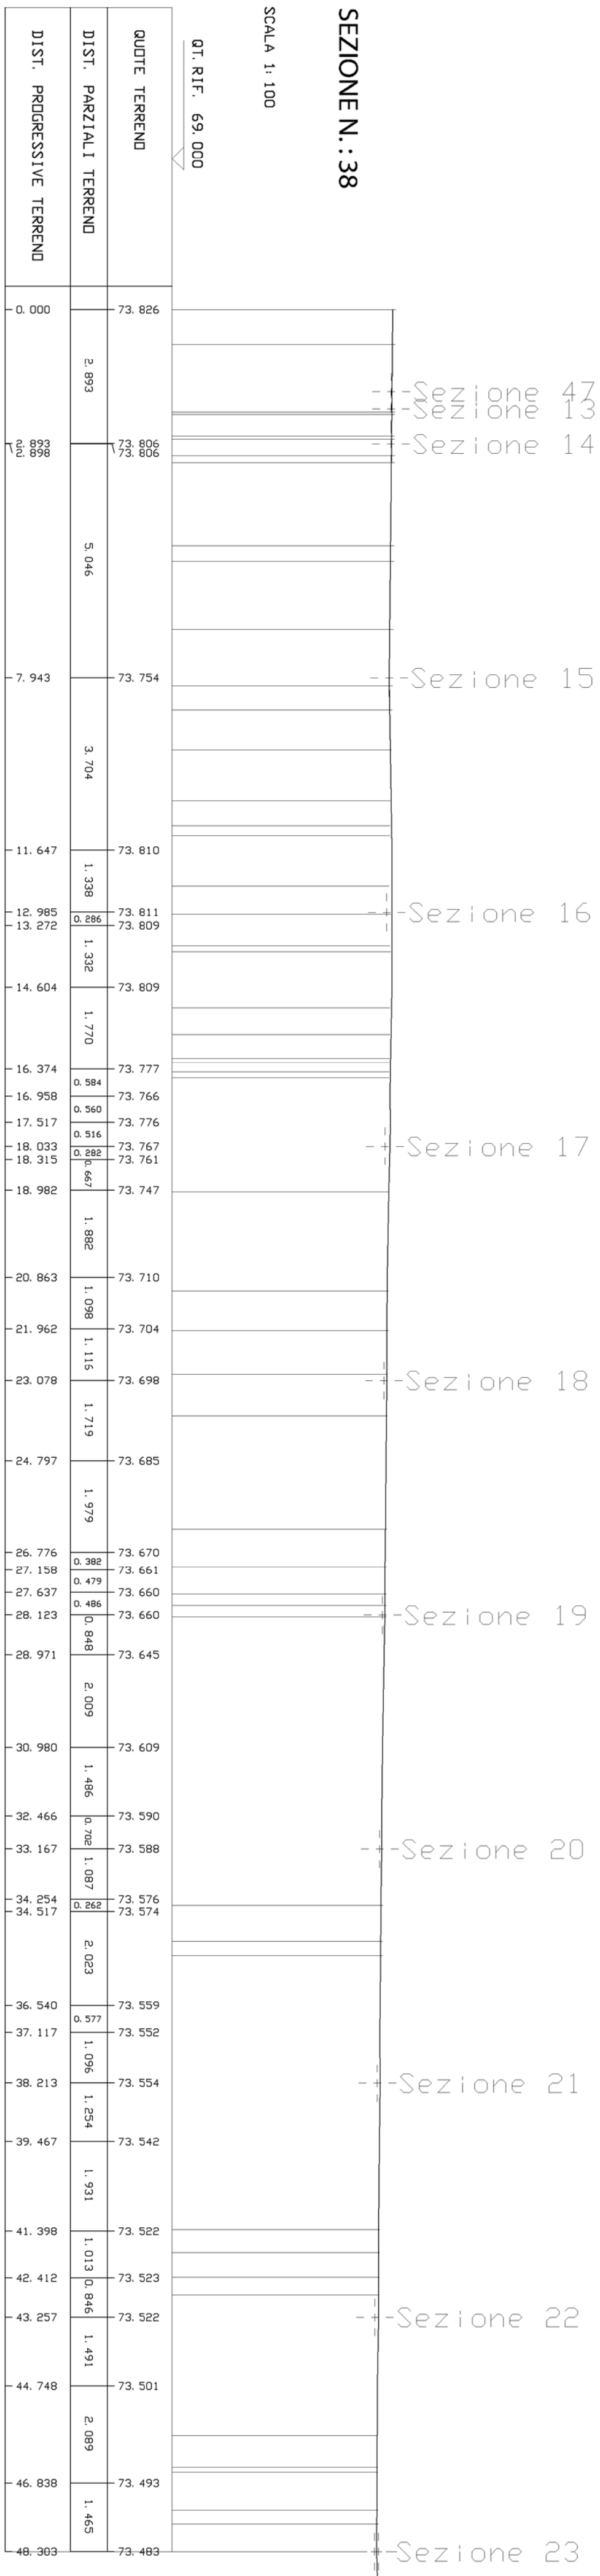 SEZIONE N. : 38
SCALA 1: 100
QT. RIF. 69. 000
QUOTE TERRENO
DIST. PARZIALI TERRENO
DIST. PROGRESSIVE TERRENO
0. 000 73. 826
2. 893
Sezione 47
Sezione 13
2. 893 73. 806 Sezione 14
2. 898 73. 806
5. 046
7. 943 73. 754 Sezione 15
3. 704
11. 647 73. 810
1. 338
12. 985 73. 811 Sezione 16
0. 286
13. 272 73. 809
1. 332
14. 604 73. 809
1. 770
16. 374 73. 777
0. 584
16. 958 73. 766
0. 560
17. 517 73. 776
0. 516
18. 033 73. 767 Sezione 17
0. 282
18. 315 73. 761
0. 667
18. 982 73. 747
1. 882
20. 863 73. 710
1. 098
21. 962 73. 704
1. 116
23. 078 73. 698 Sezione 18
1. 719
24. 797 73. 685
1. 979
26. 776 73. 670
0. 382
27. 158 73. 661
0. 479
27. 637 73. 660
0. 486
28. 123 73. 660 Sezione 19
0. 848
28. 971 73. 645
2. 009
30. 980 73. 609
1. 486
32. 466 73. 590
0. 702
33. 167 73. 588 Sezione 20
1. 087
34. 254 73. 576
0. 262
34. 517 73. 574
2. 023
36. 540 73. 559
0. 577
37. 117 73. 552
1. 096
38. 213 73. 554 Sezione 21
1. 254
39. 467 73. 542
1. 931
41. 398 73. 522
1. 013
42. 412 73. 523
0. 846
43. 257 73. 522 Sezione 22
1. 491
44. 748 73. 501
2. 089
46. 838 73. 493
1. 465
48. 303 73. 483 Sezione 23